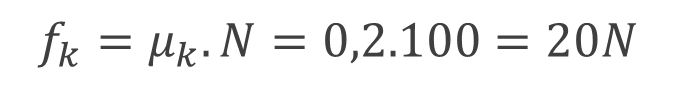 f_k = μ_k. N = 0,2.100 = 20N